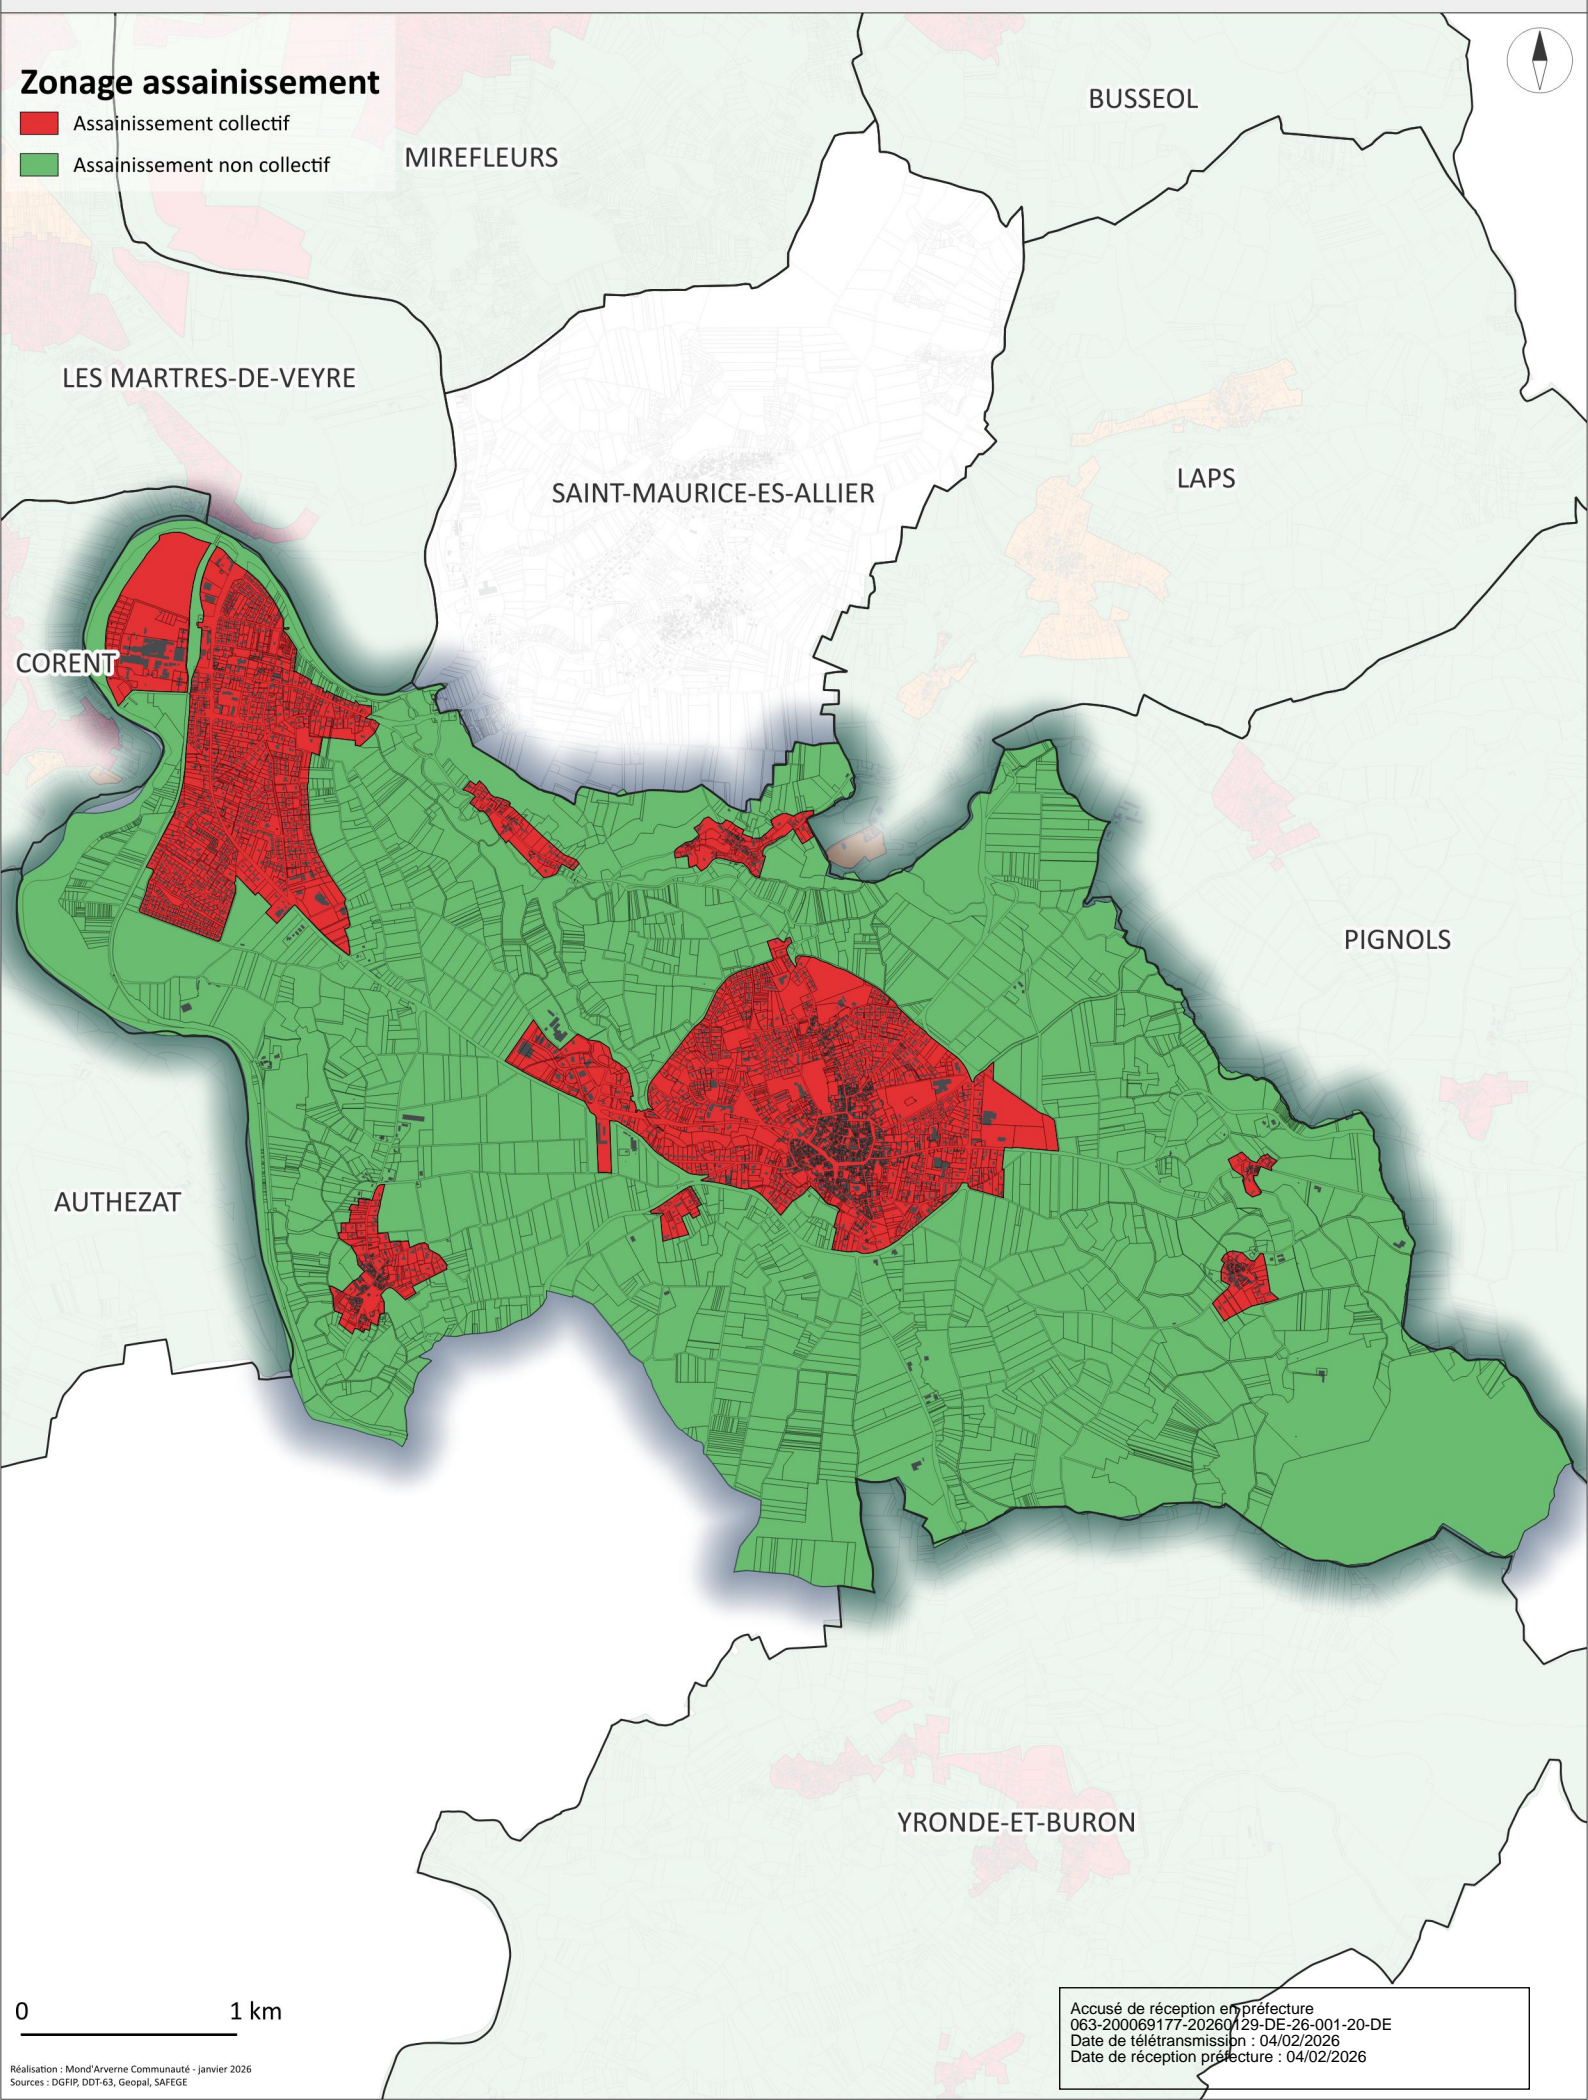 Zonage assainissement
Assainissement collectif
Assainissement non collectif
BUSSEOL
MIREFLEURS
LES MARTRES-DE-VEYRE
SAINT-MAURICE-ES-ALLIER
LAPS
CORENT
PIGNOLS
AUTHEZAT
YRONDE-ET-BURON
0 1 km
Réalisation : Mond'Arverne Communauté - janvier 2026
Sources : DGFIP, DDT-63, Geopal, SAFEGE
Accusé de réception en préfecture
063-200069177-20260129-DE-26-001-20-DE
Date de télétransmission : 04/02/2026
Date de réception préfecture : 04/02/2026